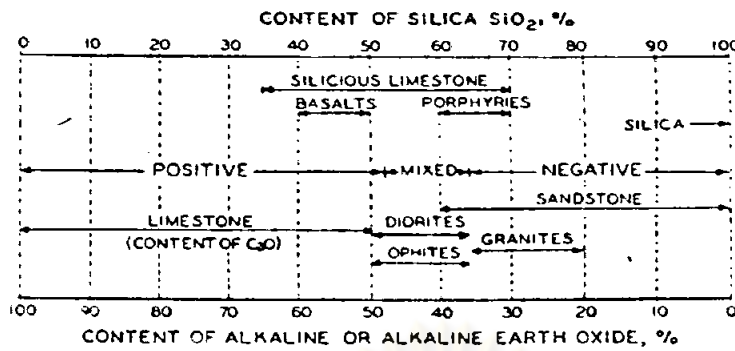 CONTENT OF SILICA SiO₂, %
0 10 20 30 40 50 60 70 80 90 100
SILICIOUS LIMESTONE
BASALTS PORPHYRIES
SILICA
POSITIVE MIXED NEGATIVE
SANDSTONE
LIMESTONE DIORITES
(CONTENT OF CaO) GRANITES
OPHITES
100 90 80 70 60 50 40 30 20 10 0
CONTENT OF ALKALINE OR ALKALINE EARTH OXIDE, %